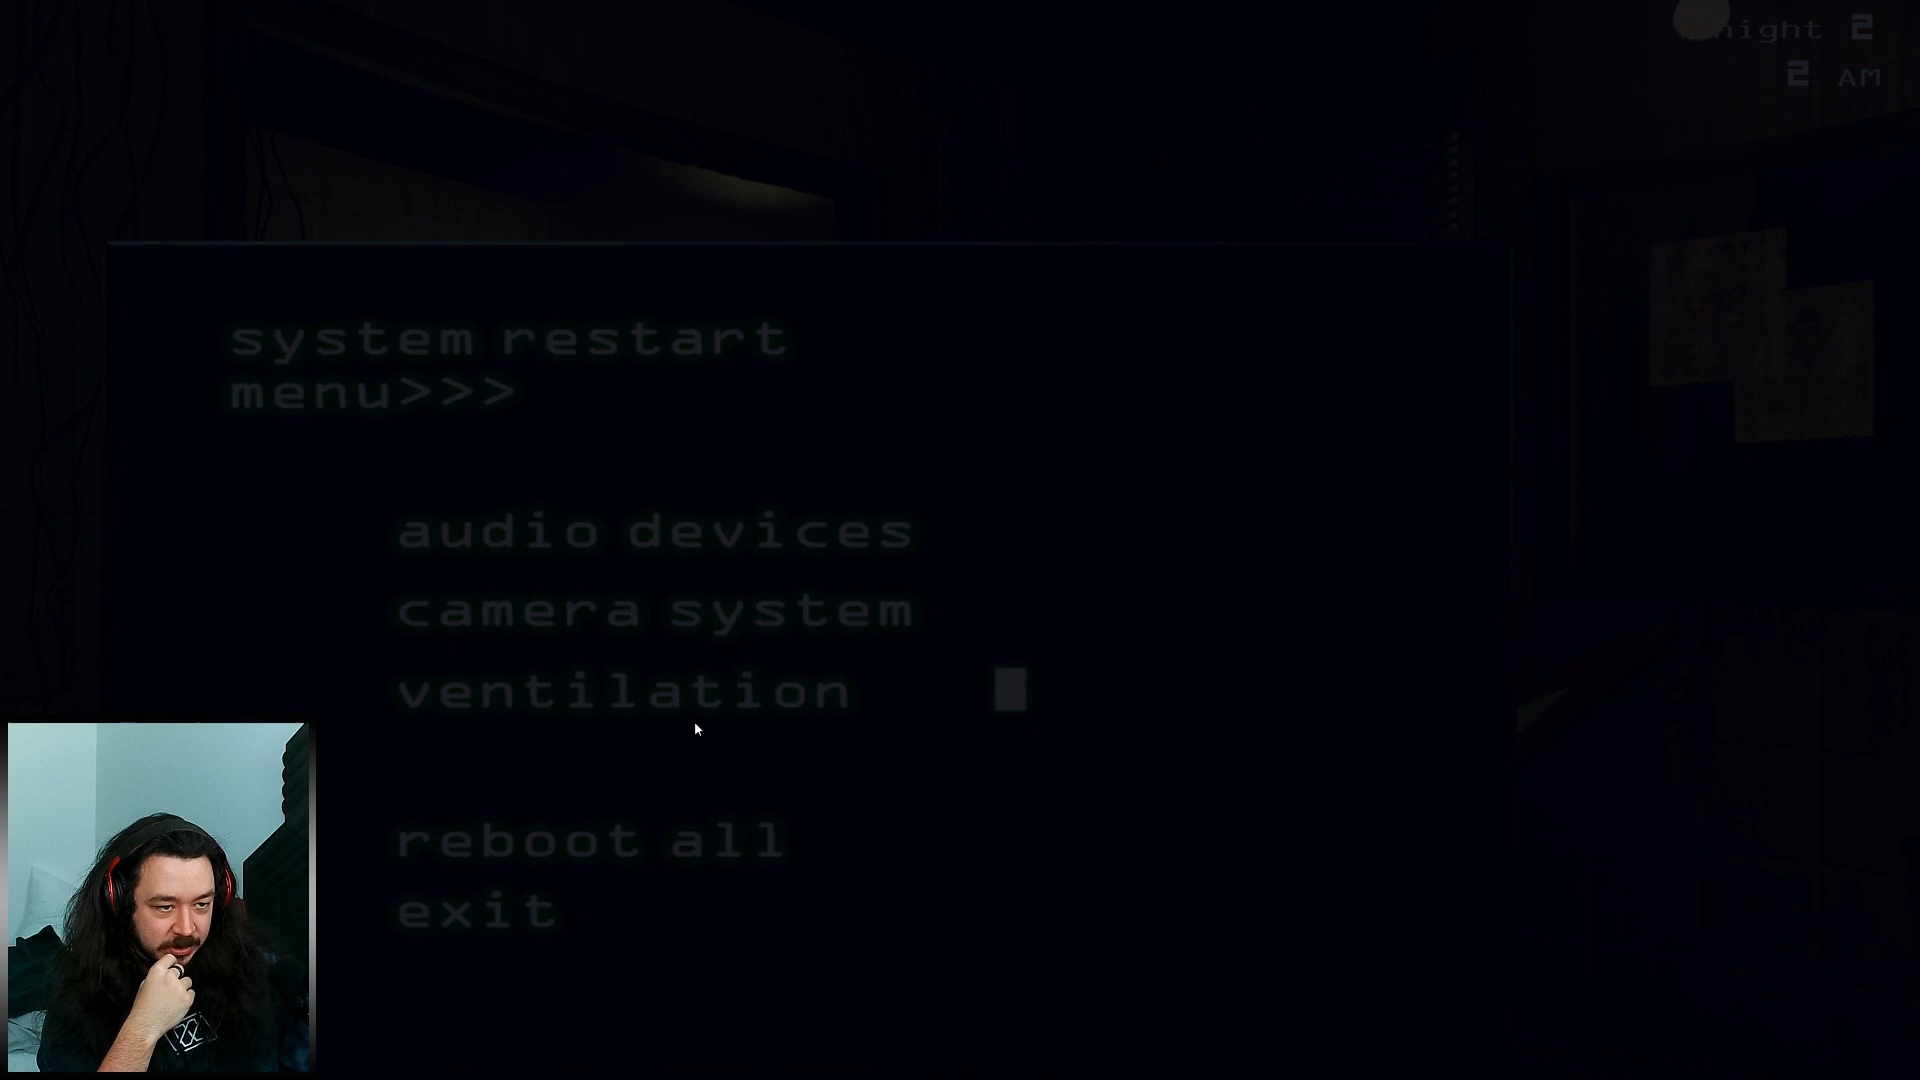 night 2
2 AM
system restart
menu>>>
audio devices
camera system
ventilation
reboot all
exit